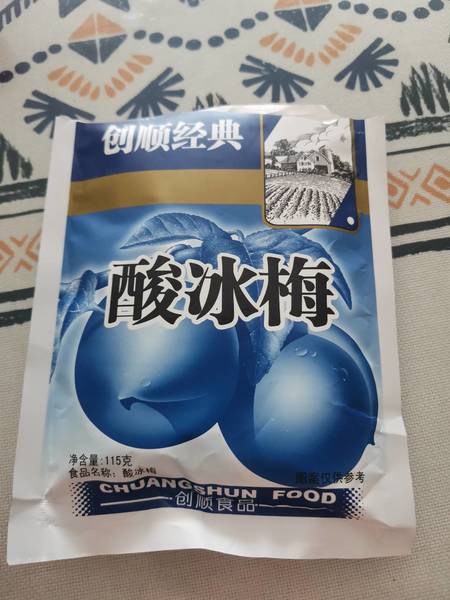 创顺经典
酸冰梅
净含量:115克
食品名称：酸冰梅
图案仅供参考
CHUANGSHUN FOOD
创顺食品